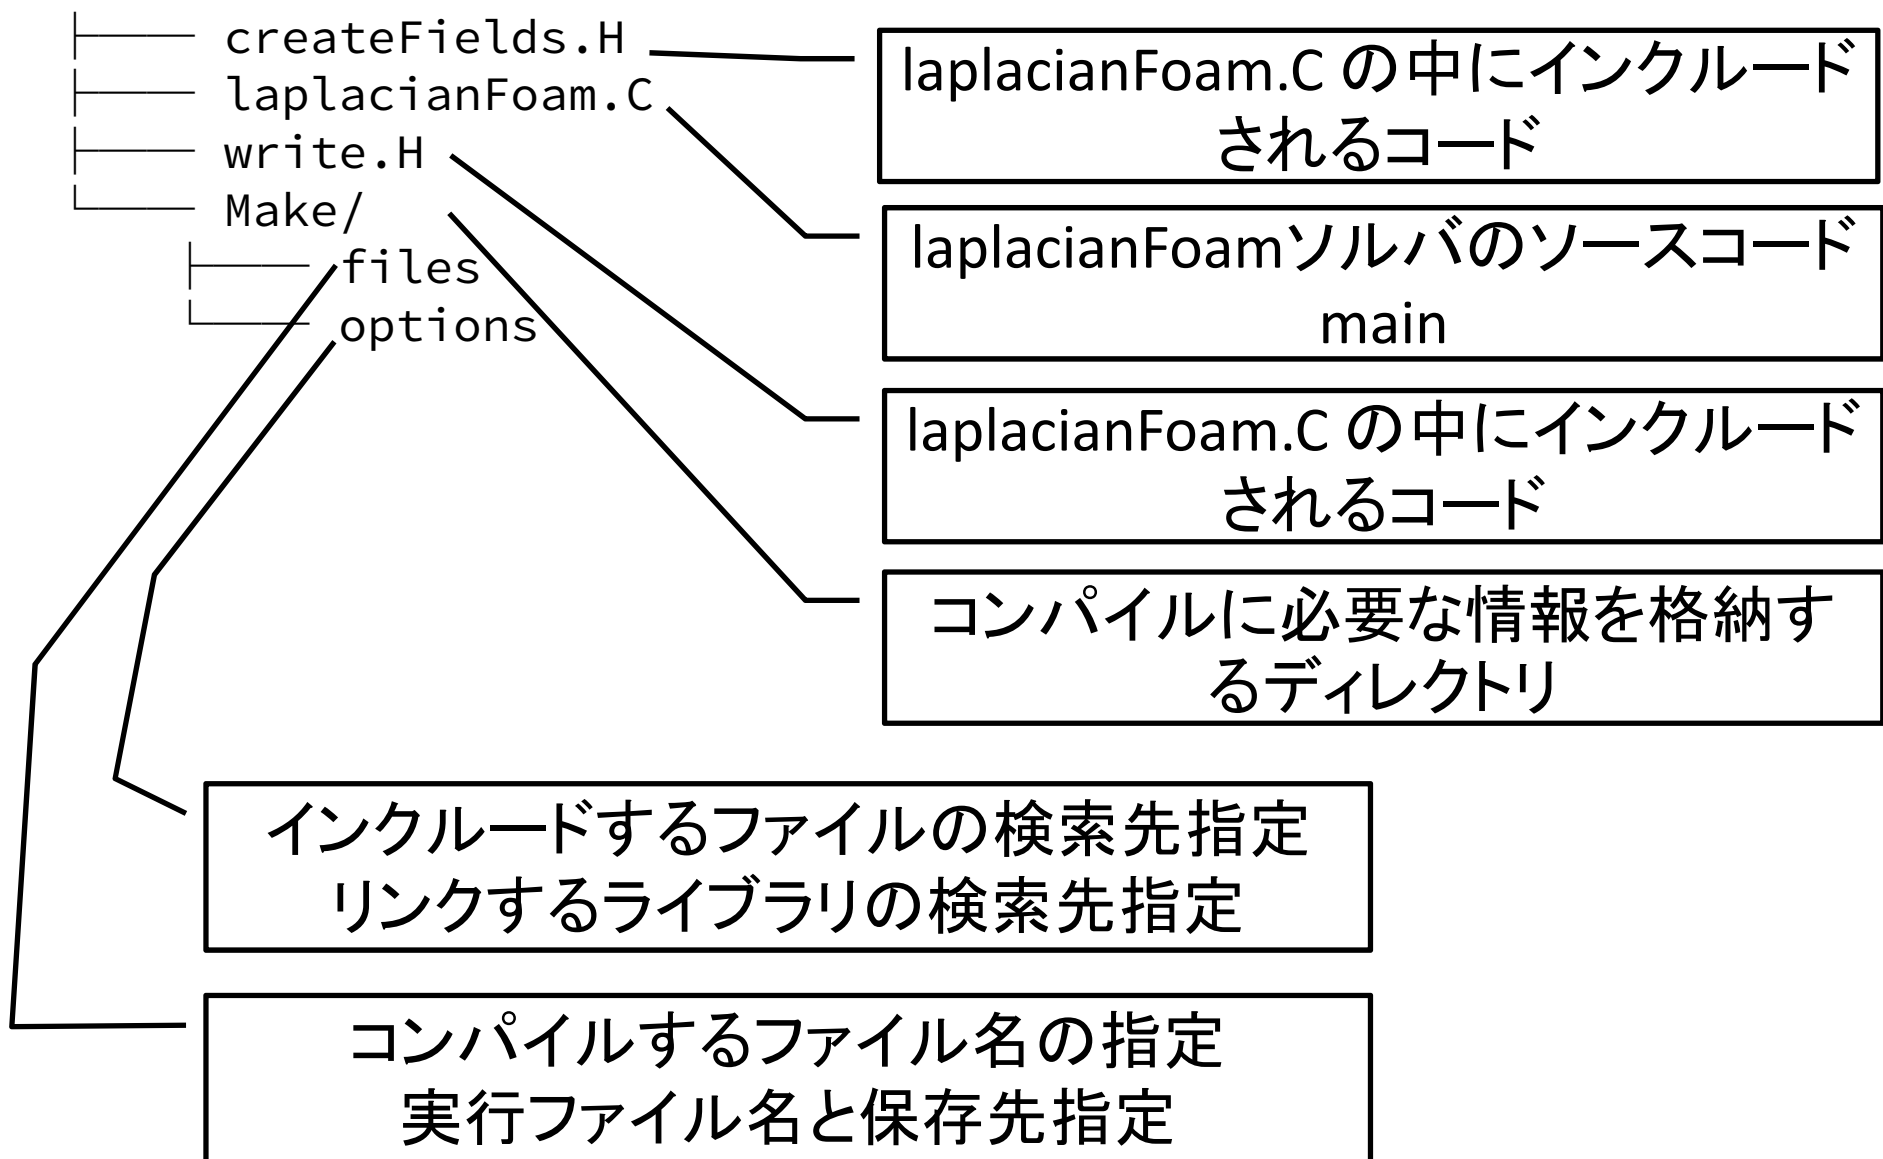 createFields.H
laplacianFoam.C
write.H
Make/
files
options
laplacianFoam.C の中にインクルード
されるコード
laplacianFoamソルバのソースコード
main
laplacianFoam.C の中にインクルード
されるコード
コンパイルに必要な情報を格納す
るディレクトリ
インクルードするファイルの検索先指定
リンクするライブラリの検索先指定
コンパイルするファイル名の指定
実行ファイル名と保存先指定